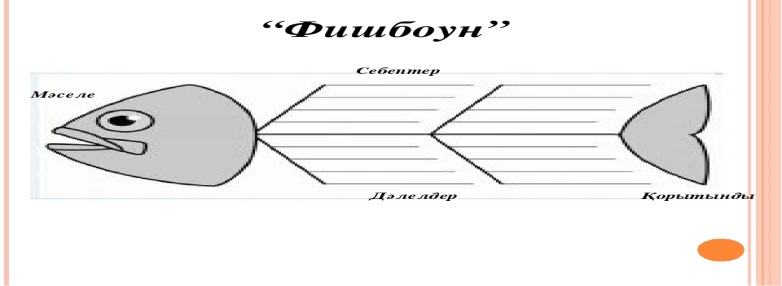 “Фишбоун”
Себептер
Мәселе
Дәлелдер
Қорытынды